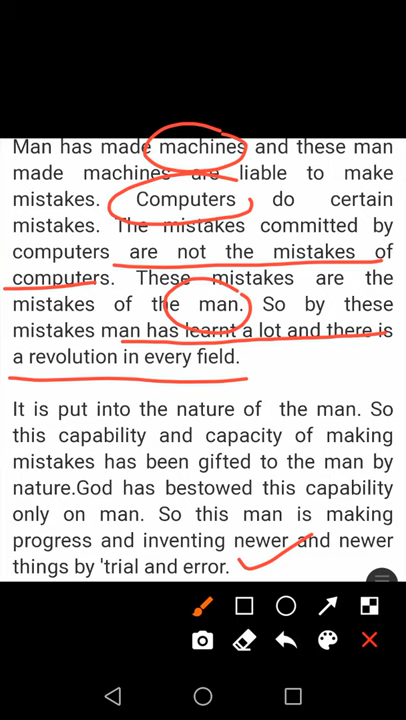 Man has made machines and these man
made machines are liable to make
mistakes. Computers do certain
mistakes. The mistakes committed by
computers are not the mistakes of
computers. These mistakes are the
mistakes of the man. So by these
mistakes man has learnt a lot and there is
a revolution in every field.
It is put into the nature of the man. So
this capability and capacity of making
mistakes has been gifted to the man by
nature.God has bestowed this capability
only on man. So this man is making
progress and inventing newer and newer
things by 'trial and error.